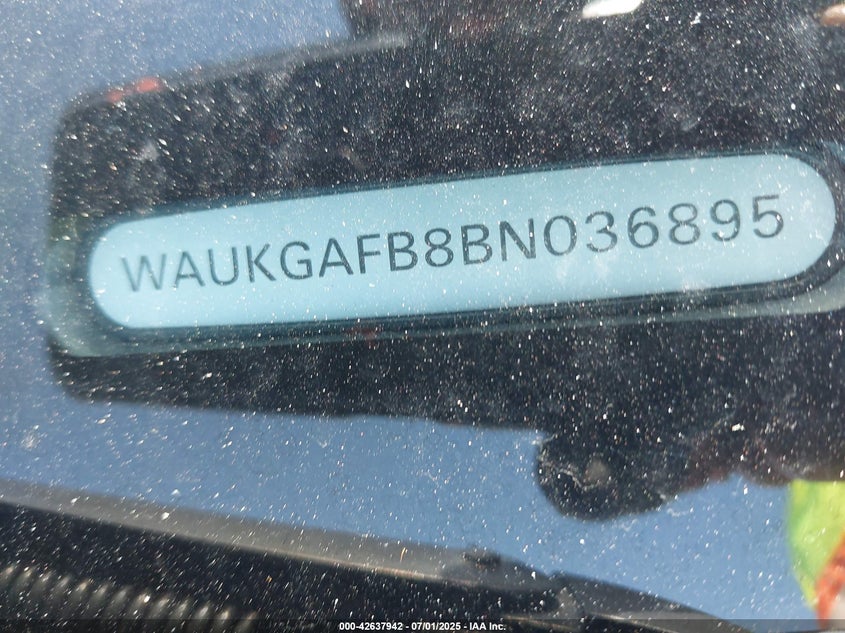 WAUKGAFB8BN036895
000-42637942 - 07/01/2025 - IAA Inc.